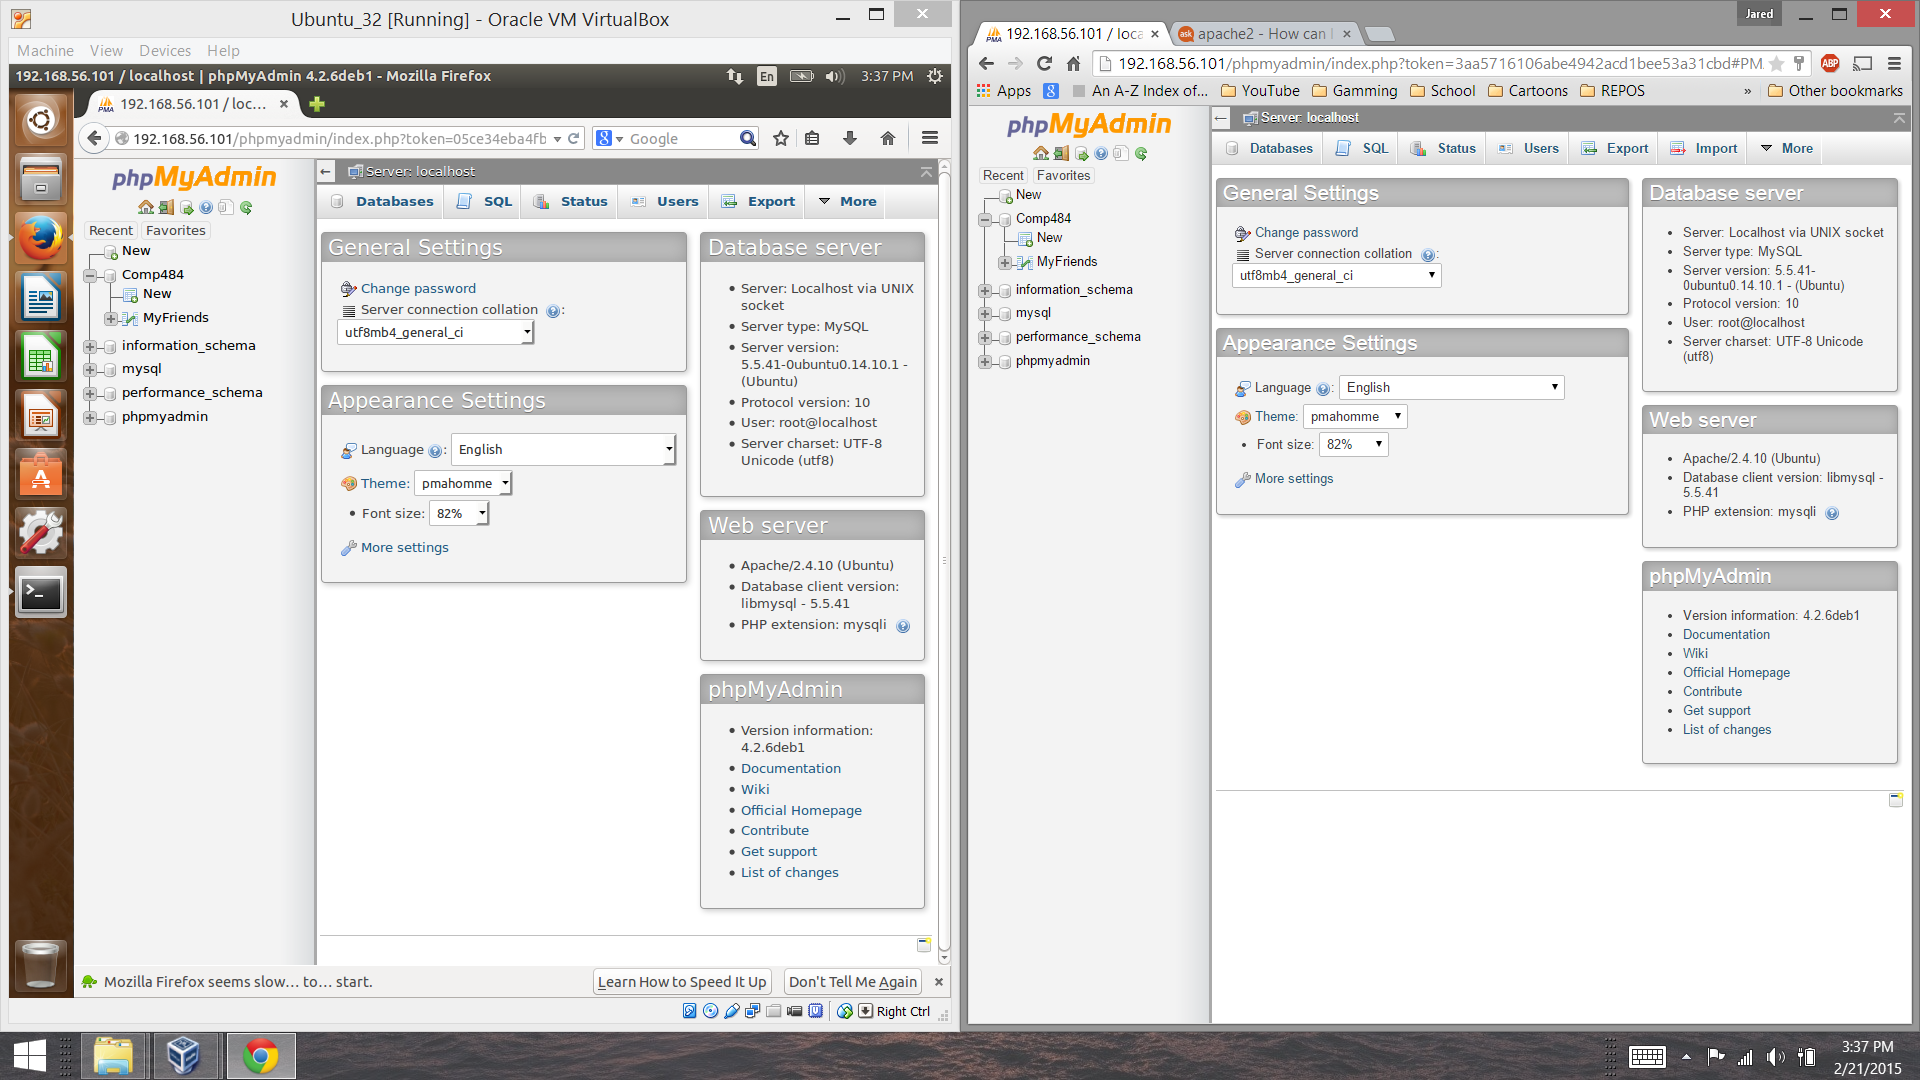 Ubuntu_32 [Running] - Oracle VM VirtualBox
Machine View Devices Help
192.168.56.101 / localhost | phpMyAdmin 4.2.6deb1 - Mozilla Firefox
En
3:37 PM
PMA 192.168.56.101 / loc...
192.168.56.101/phpmyadmin/index.php?token=05ce34eba4fb
Google
phpMyAdmin
Recent Favorites
New
Comp484
New
MyFriends
information_schema
mysql
performance_schema
phpmyadmin
Server: localhost
Databases SQL Status Users Export More
General Settings
Change password
Server connection collation :
utf8mb4_general_ci
Appearance Settings
Language : English
Theme: pmahomme
Font size: 82%
More settings
Database server
Server: Localhost via UNIX
socket
Server type: MySQL
Server version:
5.5.41-0ubuntu0.14.10.1 -
(Ubuntu)
Protocol version: 10
User: root@localhost
Server charset: UTF-8
Unicode (utf8)
Web server
Apache/2.4.10 (Ubuntu)
Database client version:
libmysql - 5.5.41
PHP extension: mysqli
phpMyAdmin
Version information:
4.2.6deb1
Documentation
Wiki
Official Homepage
Contribute
Get support
List of changes
Mozilla Firefox seems slow... to... start.
Learn How to Speed It Up
Don't Tell Me Again
Right Ctrl
Jared
PMA 192.168.56.101 / loca
ask apache2 - How can I
192.168.56.101/phpmyadmin/index.php?token=3aa5716106abe4942acd1bee53a31cbd#PM
ABP
Apps
An A-Z Index of...
YouTube
Gamming
School
Cartoons
REPOS
»
Other bookmarks
phpMyAdmin
Recent Favorites
New
Comp484
New
MyFriends
information_schema
mysql
performance_schema
phpmyadmin
Server: localhost
Databases SQL Status Users Export Import More
General Settings
Change password
Server connection collation :
utf8mb4_general_ci
Appearance Settings
Language : English
Theme: pmahomme
Font size: 82%
More settings
Database server
Server: Localhost via UNIX socket
Server type: MySQL
Server version: 5.5.41-
0ubuntu0.14.10.1 - (Ubuntu)
Protocol version: 10
User: root@localhost
Server charset: UTF-8 Unicode
(utf8)
Web server
Apache/2.4.10 (Ubuntu)
Database client version: libmysql -
5.5.41
PHP extension: mysqli
phpMyAdmin
Version information: 4.2.6deb1
Documentation
Wiki
Official Homepage
Contribute
Get support
List of changes
3:37 PM
2/21/2015